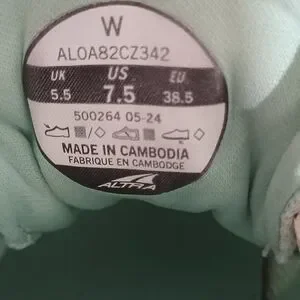 W
AL0A82CZ342
UK US EU
5.5 7.5 38.5
500264 05-24
MADE IN CAMBODIA
FABRIQUE EN CAMBODGE
ALTRA